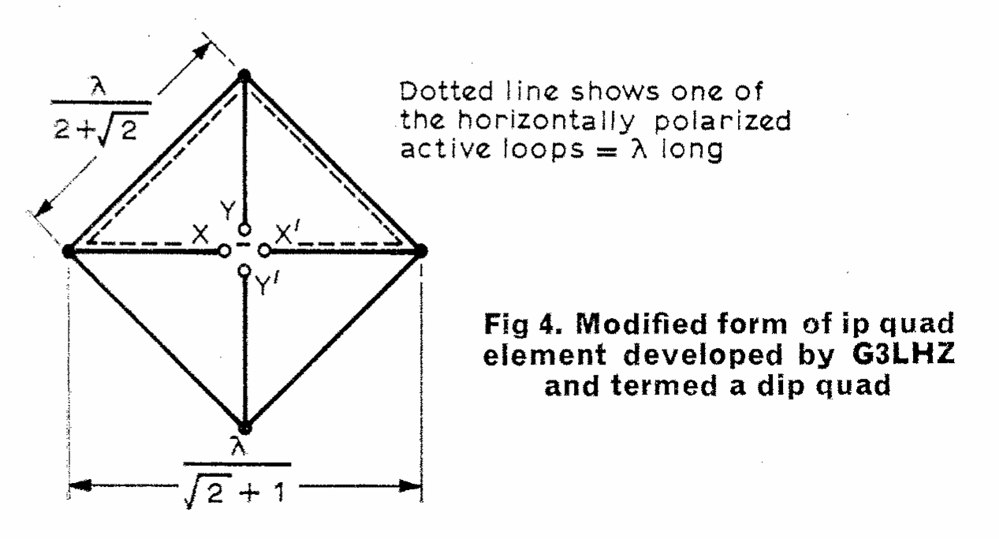 λ
2+√2
Dotted line shows one of
the horizontally polarized
active loops = λ long
Y
X X′
Y′
Fig 4. Modified form of ip quad
element developed by G3LHZ
and termed a dip quad
λ
√2 + 1